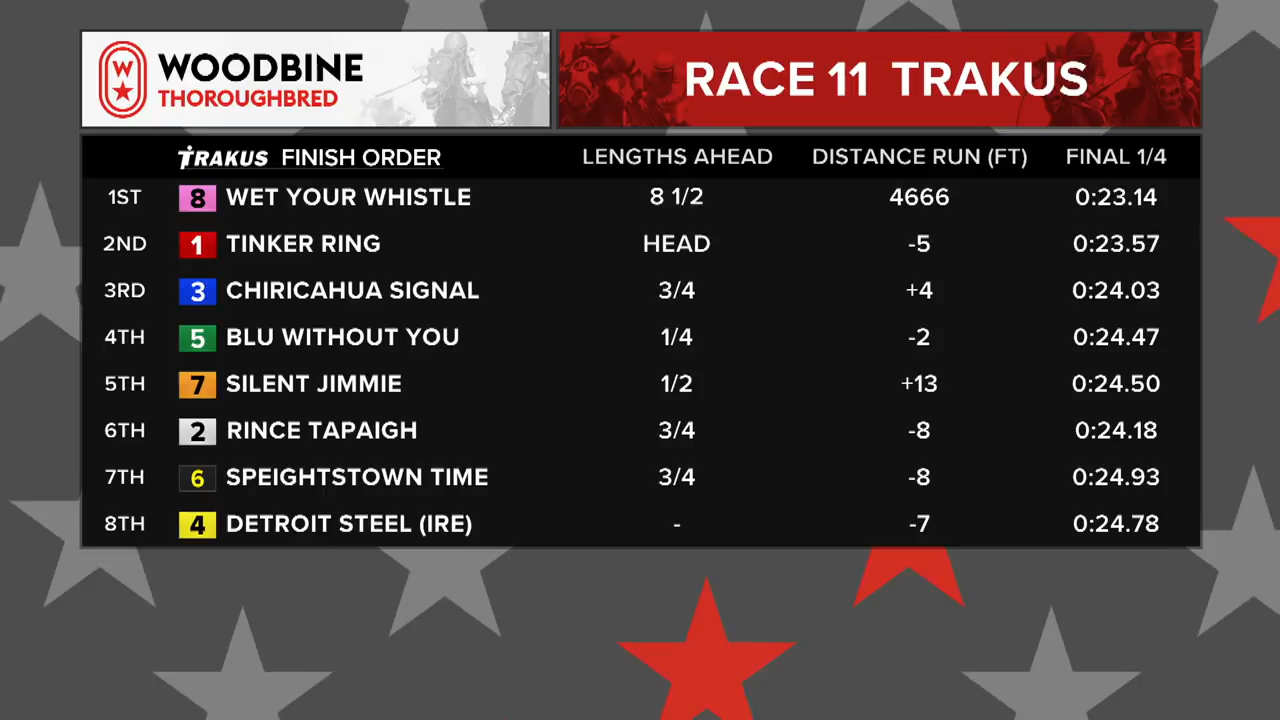 W
WOODBINE
THOROUGHBRED
RACE 11 TRAKUS
TRAKUS FINISH ORDER LENGTHS AHEAD DISTANCE RUN (FT) FINAL 1/4
1ST 8 WET YOUR WHISTLE 8 1/2 4666 0:23.14
2ND 1 TINKER RING HEAD -5 0:23.57
3RD 3 CHIRICAHUA SIGNAL 3/4 +4 0:24.03
4TH 5 BLU WITHOUT YOU 1/4 -2 0:24.47
5TH 7 SILENT JIMMIE 1/2 +13 0:24.50
6TH 2 RINCE TAPAIGH 3/4 -8 0:24.18
7TH 6 SPEIGHTSTOWN TIME 3/4 -8 0:24.93
8TH 4 DETROIT STEEL (IRE) - -7 0:24.78